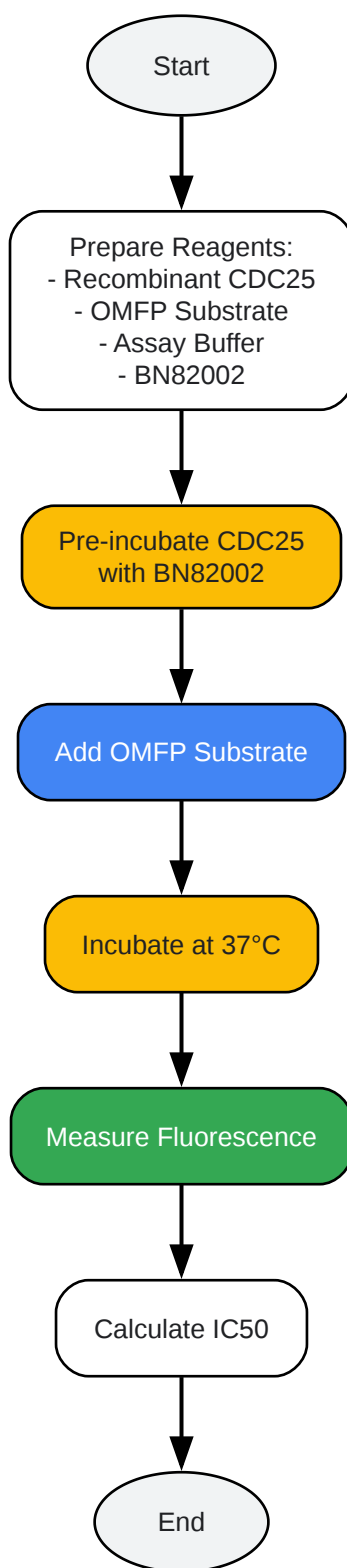 Start
Prepare Reagents:
- Recombinant CDC25
- OMFP Substrate
- Assay Buffer
- BN82002
Pre-incubate CDC25
with BN82002
Add OMFP Substrate
Incubate at 37°C
Measure Fluorescence
Calculate IC50
End